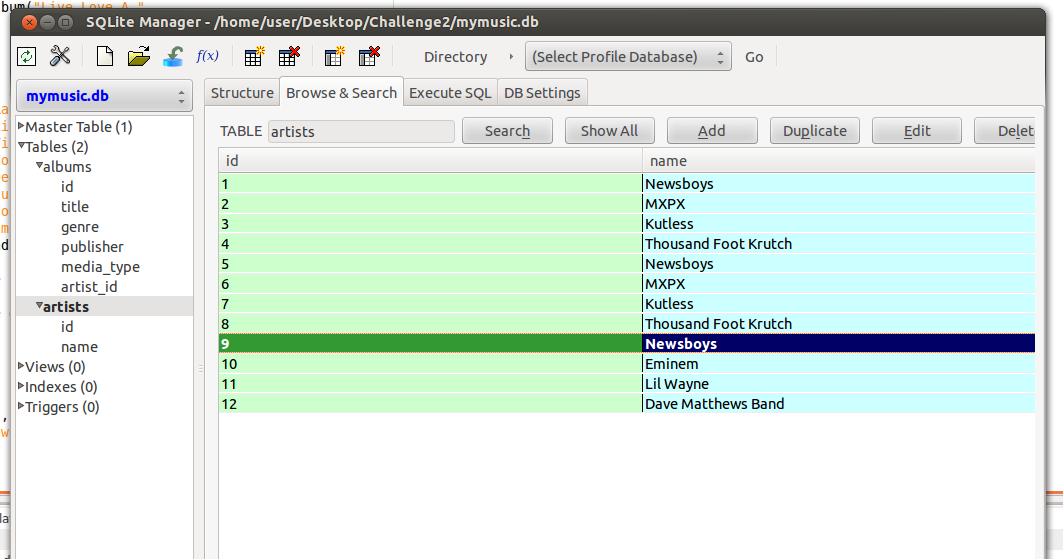 bum("Live Love A "
SQLite Manager - /home/user/Desktop/Challenge2/mymusic.db
f(x) Directory (Select Profile Database) Go
mymusic.db
Structure Browse & Search Execute SQL DB Settings
Master Table (1)
Tables (2)
albums
id
title
genre
publisher
media_type
artist_id
artists
id
name
Views (0)
Indexes (0)
Triggers (0)
TABLE artists Search Show All Add Duplicate Edit Delet
id name
1 Newsboys
2 MXPX
3 Kutless
4 Thousand Foot Krutch
5 Newsboys
6 MXPX
7 Kutless
8 Thousand Foot Krutch
9 Newsboys
10 Eminem
11 Lil Wayne
12 Dave Matthews Band